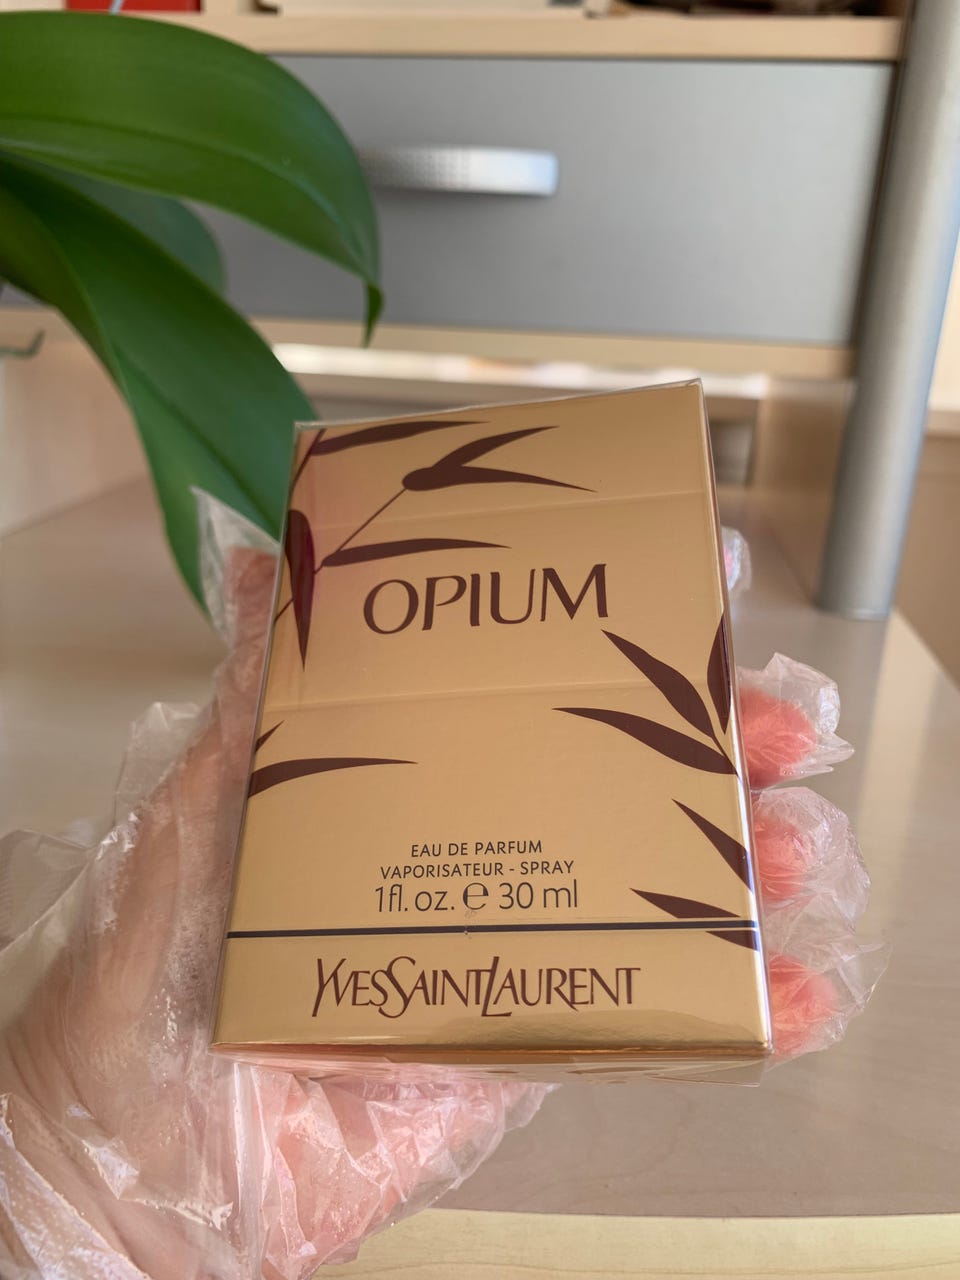 OPIUM
EAU DE PARFUM
VAPORISATEUR - SPRAY
1fl. oz. ℮ 30 ml
YVESSAINTLAURENT